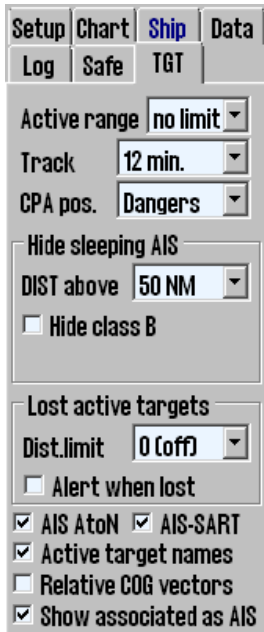 Setup Chart Ship Data
Log Safe TGT
Active range no limit
Track 12 min.
CPA pos. Dangers
Hide sleeping AIS
DIST above 50 NM
Hide class B
Lost active targets
Dist.limit 0 (off)
Alert when lost
AIS AtoN AIS-SART
Active target names
Relative COG vectors
Show associated as AIS